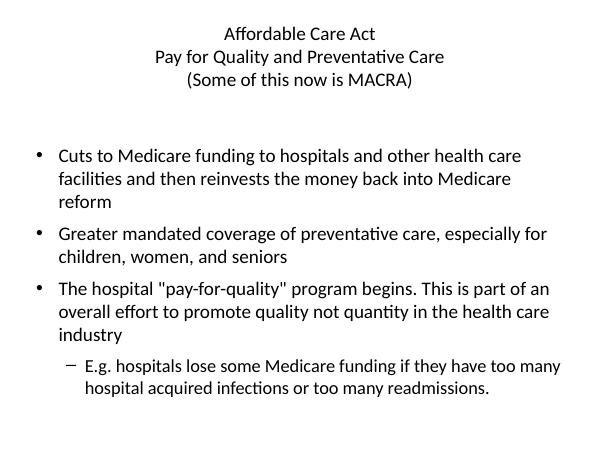 Affordable Care Act
Pay for Quality and Preventative Care
(Some of this now is MACRA)
• Cuts to Medicare funding to hospitals and other health care
facilities and then reinvests the money back into Medicare
reform
• Greater mandated coverage of preventative care, especially for
children, women, and seniors
• The hospital "pay-for-quality" program begins. This is part of an
overall effort to promote quality not quantity in the health care
industry
– E.g. hospitals lose some Medicare funding if they have too many
hospital acquired infections or too many readmissions.